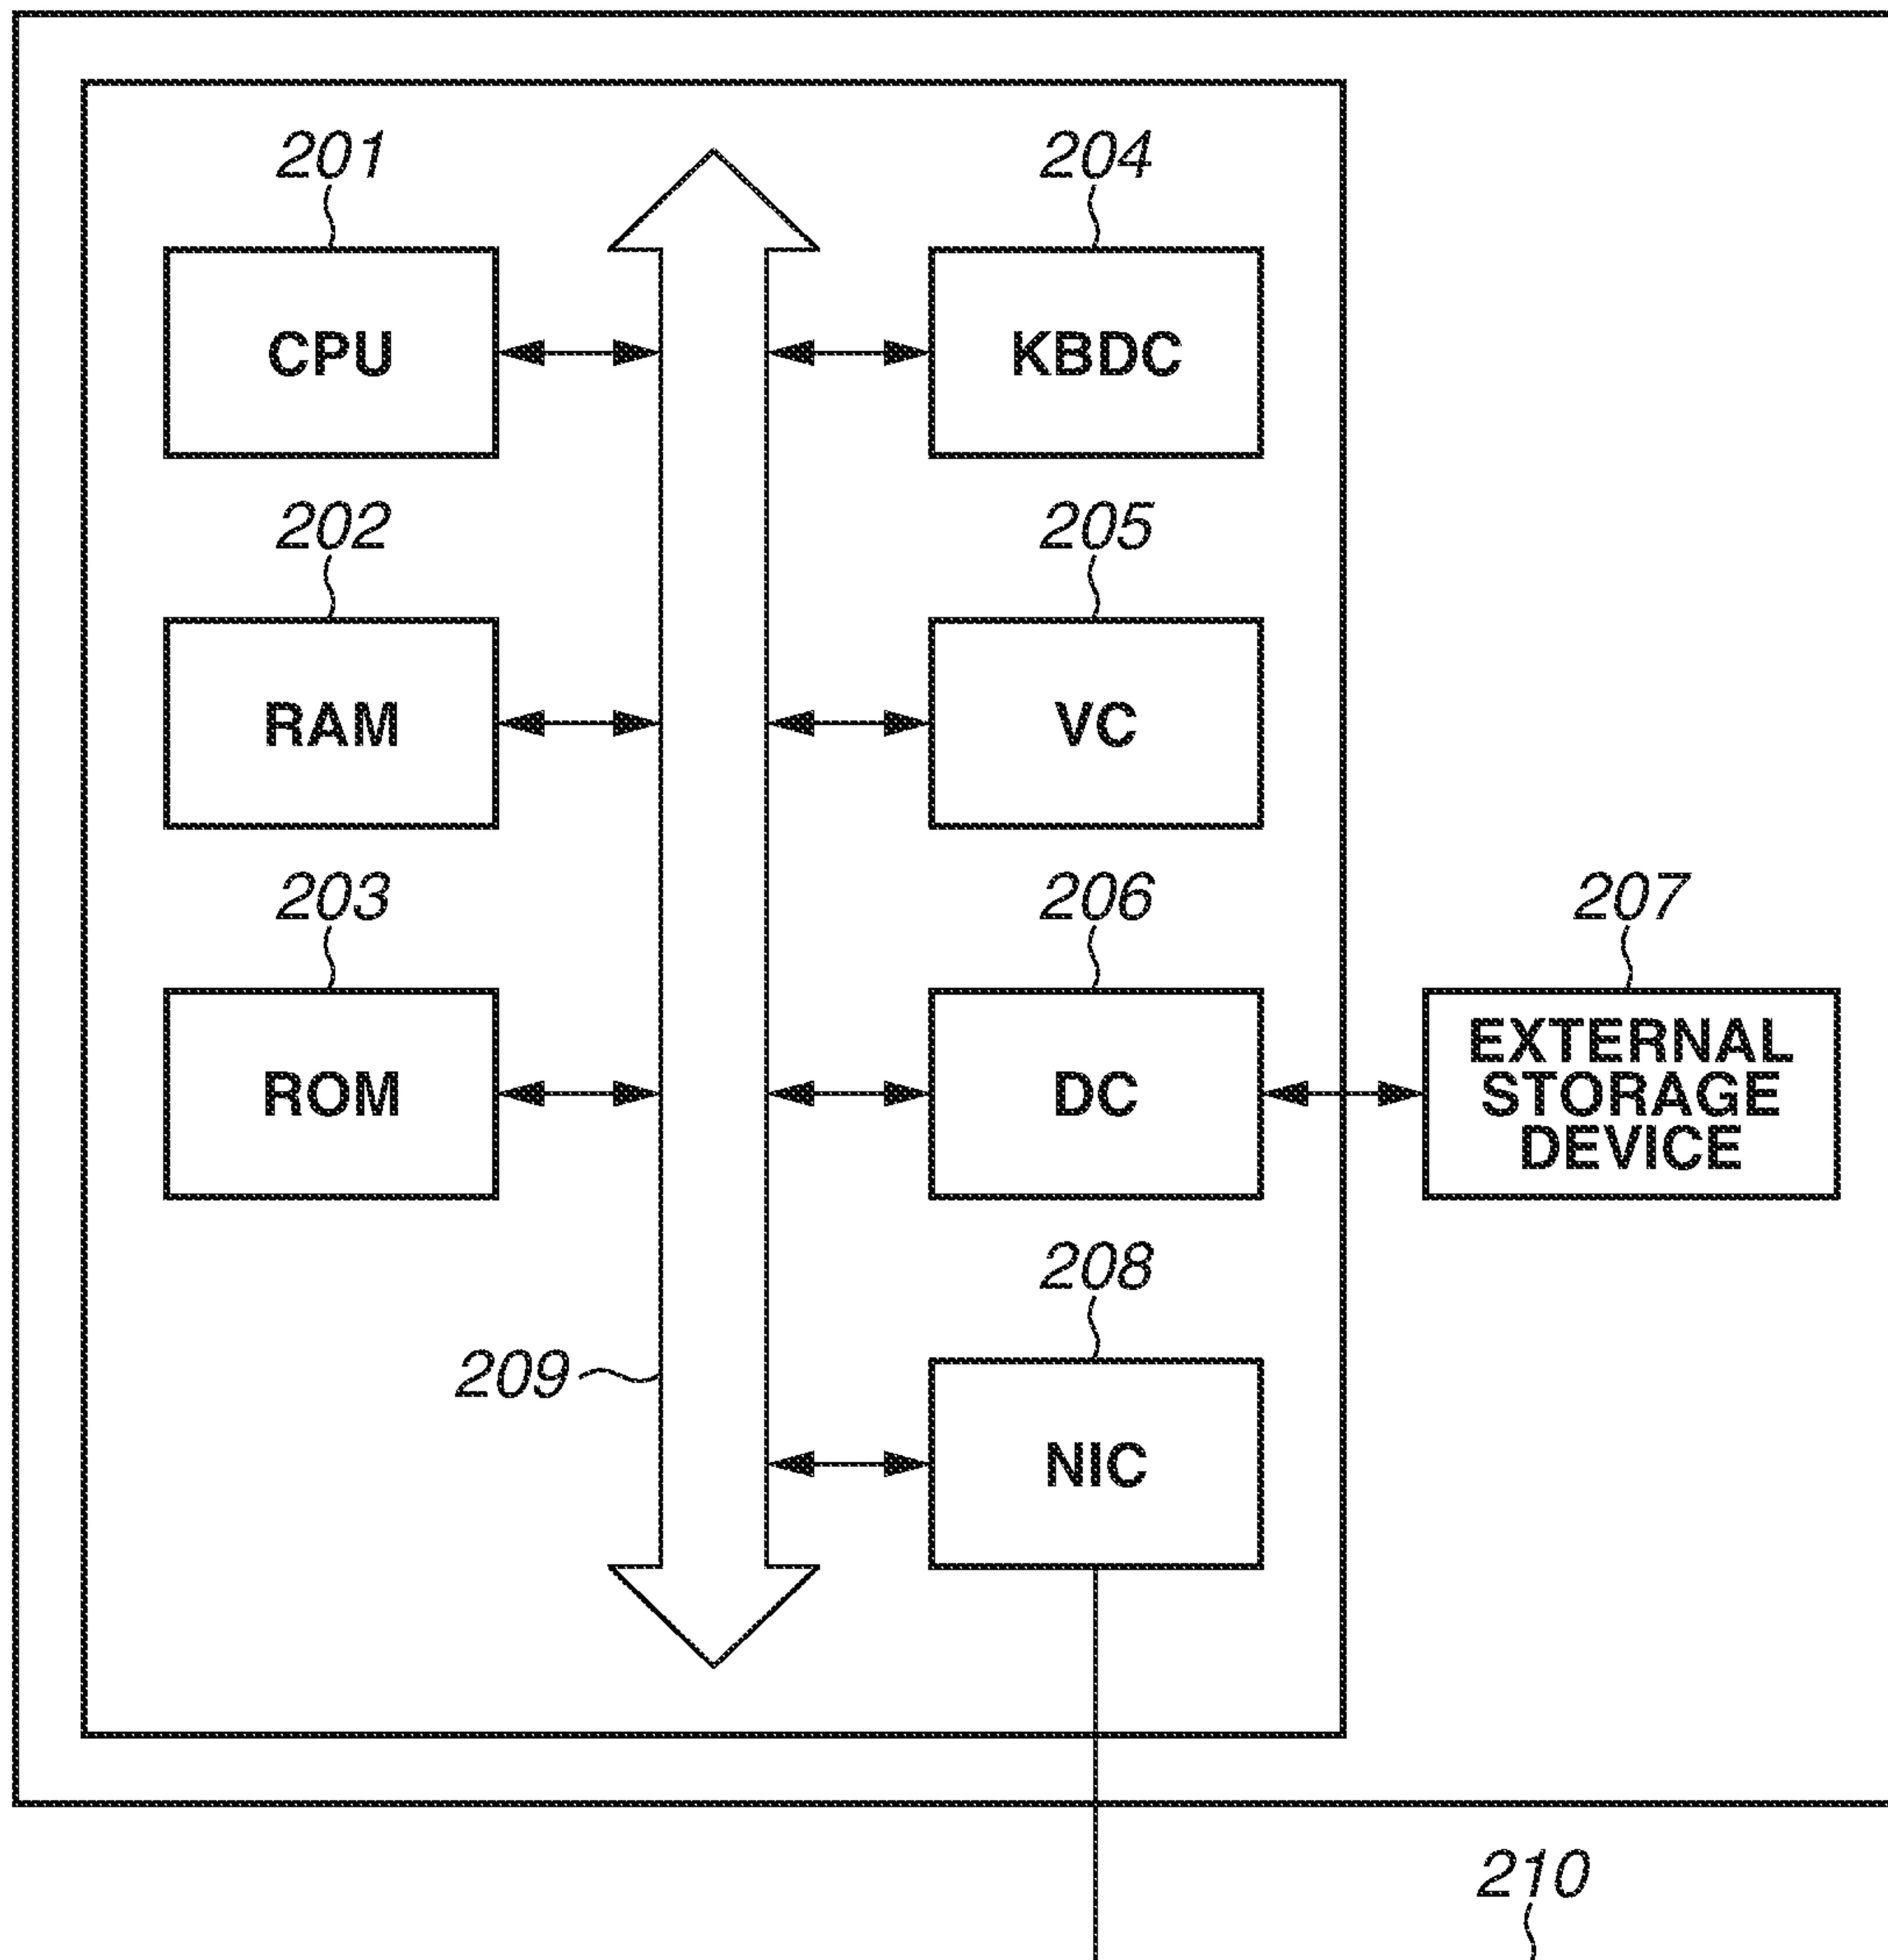 201
204
CPU
KBDC
202
205
RAM
VC
203
206
207
ROM
DC
EXTERNAL
STORAGE
DEVICE
208
209
NIC
210